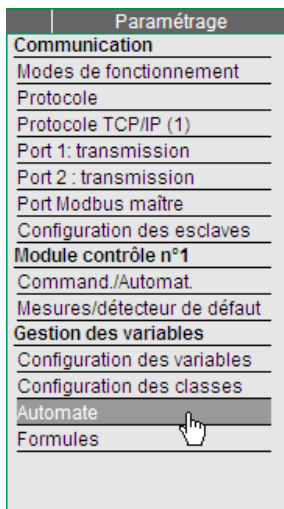 Paramétrage
Communication
Modes de fonctionnement
Protocole
Protocole TCP/IP (1)
Port 1: transmission
Port 2 : transmission
Port Modbus maître
Configuration des esclaves
Module contrôle n°1
Command./Automat.
Mesures/détecteur de défaut
Gestion des variables
Configuration des variables
Configuration des classes
Automate
Formules